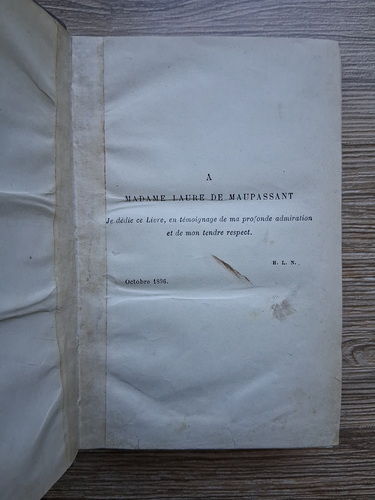 A
MADAME LAURE DE MAUPASSANT
Je dédie ce Livre, en témoignage de ma profonde admiration
et de mon tendre respect.
B. L. N.
Octobre 1896.